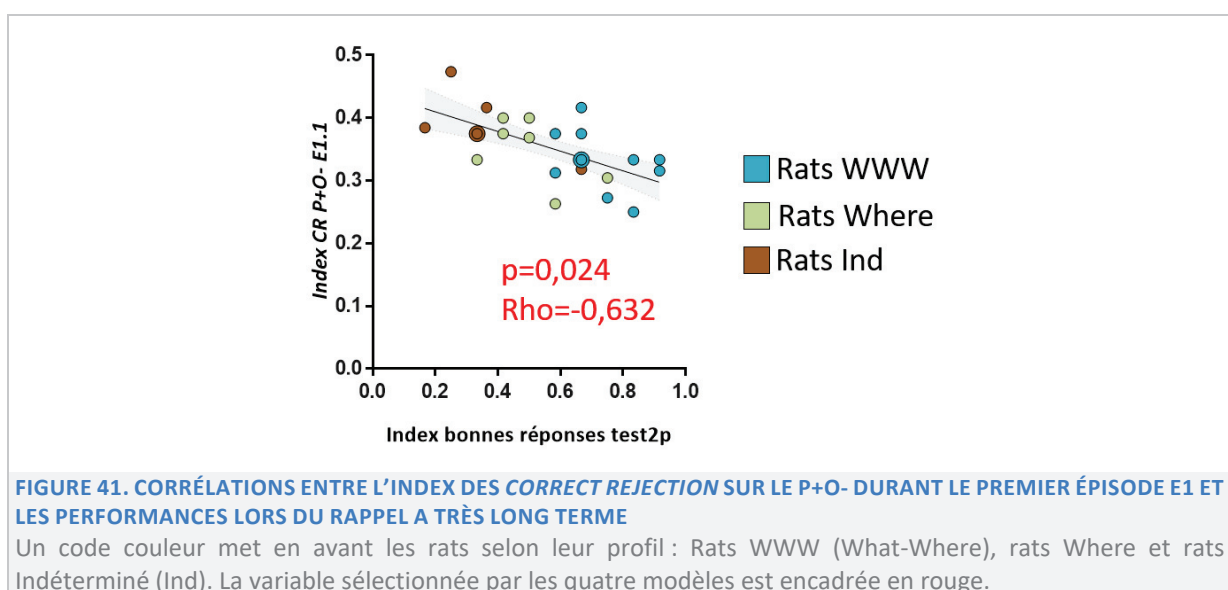 0.5
0.4
0.3
0.2
0.1
0.0
Index CR P+O- E1.1
0.0 0.2 0.4 0.6 0.8 1.0
Index bonnes réponses test2p
p=0,024
Rho=-0,632
Rats WWW
Rats Where
Rats Ind
FIGURE 41. CORRÉLATIONS ENTRE L'INDEX DES CORRECT REJECTION SUR LE P+O- DURANT LE PREMIER ÉPISODE E1 ET
LES PERFORMANCES LORS DU RAPPEL A TRÈS LONG TERME
Un code couleur met en avant les rats selon leur profil : Rats WWW (What-Where), rats Where et rats
Indéterminé (Ind). La variable sélectionnée par les quatre modèles est encadrée en rouge.